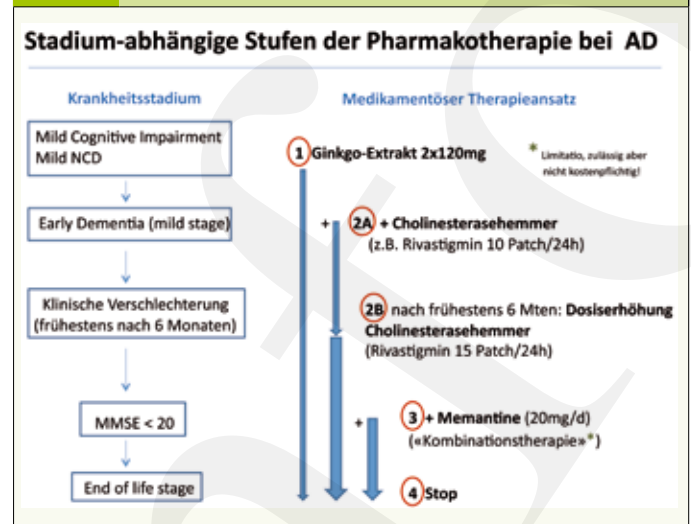 Stadium-abhängige Stufen der Pharmakotherapie bei AD
Krankheitsstadium
Medikamentöser Therapieansatz
Mild Cognitive Impairment
Mild NCD
1 Ginkgo-Extrakt 2x120mg
* Limitatio, zulässig aber
nicht kostenpflichtig!
Early Dementia (mild stage)
+ 2A + Cholinesterasehemmer
(z.B. Rivastigmin 10 Patch/24h)
Klinische Verschlechterung
(frühestens nach 6 Monaten)
2B nach frühestens 6 Mten: Dosiserhöhung
Cholinesterasehemmer
(Rivastigmin 15 Patch/24h)
MMSE < 20
+ 3 + Memantine (20mg/d)
(«Kombinationstherapie»*)
End of life stage
4 Stop